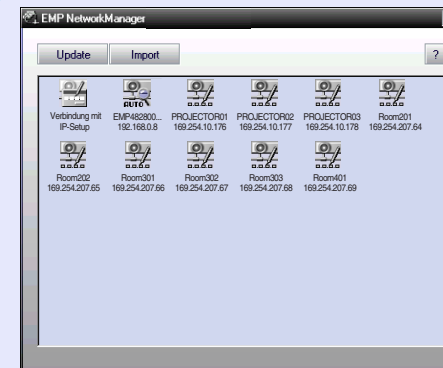 EMP NetworkManager
Update Import ?
AUTO
Verbindung mit EMP482800... PROJECTOR01 PROJECTOR02 PROJECTOR03 Room201
IP-Setup 192.168.0.8 169.254.10.176 169.254.10.177 169.254.10.178 169.254.207.64
Room202 Room301 Room302 Room303 Room401
169.254.207.65 169.254.207.66 169.254.207.67 169.254.207.68 169.254.207.69